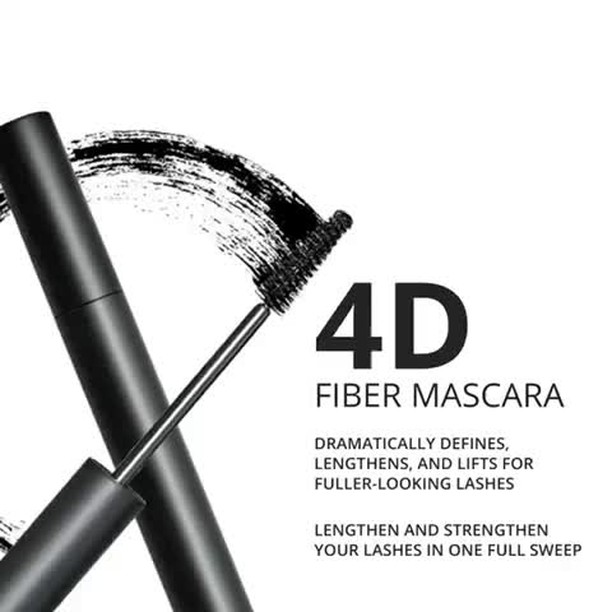 4D
FIBER MASCARA
DRAMATICALLY DEFINES,
LENGTHENS, AND LIFTS FOR
FULLER-LOOKING LASHES
LENGTHEN AND STRENGTHEN
YOUR LASHES IN ONE FULL SWEEP